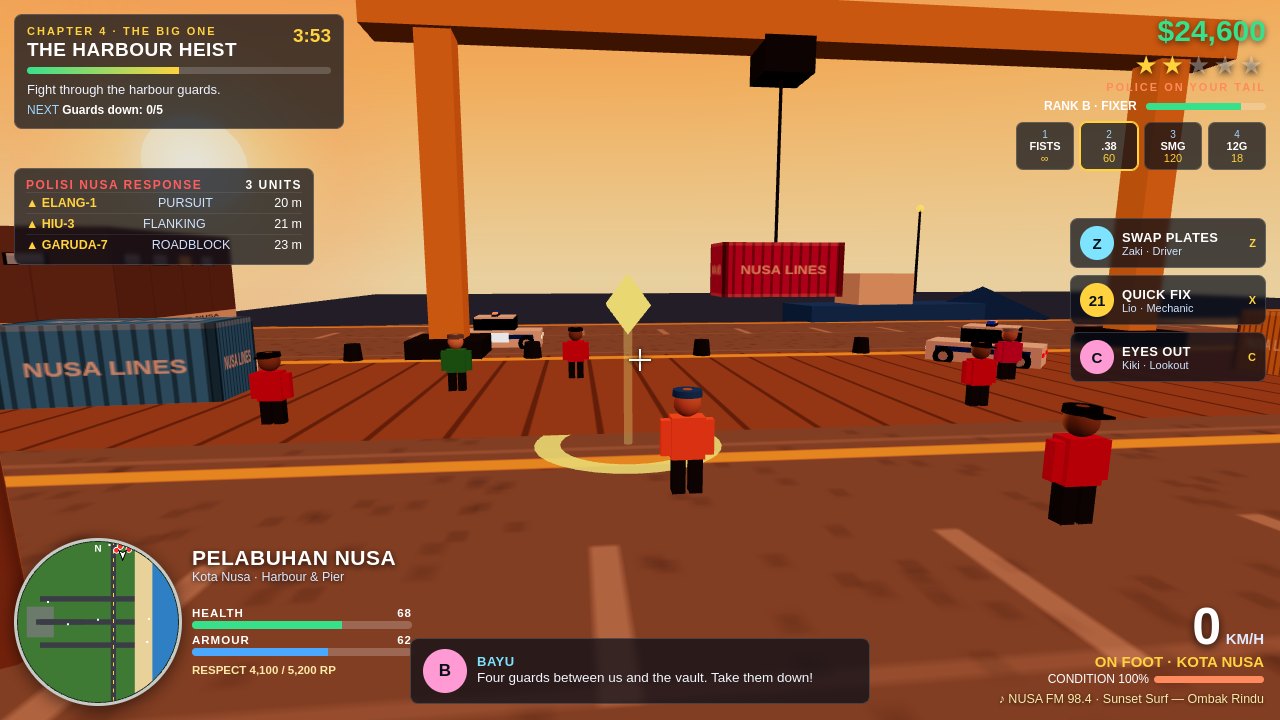 CHAPTER 4 · THE BIG ONE
3:53
THE HARBOUR HEIST
Fight through the harbour guards.
NEXT Guards down: 0/5
POLISI NUSA RESPONSE 3 UNITS
▲ ELANG-1 PURSUIT 20 m
▲ HIU-3 FLANKING 21 m
▲ GARUDA-7 ROADBLOCK 23 m
$24,600
★★★★★
POLICE ON YOUR TAIL
RANK B · FIXER
1 FISTS ∞
2 .38 60
3 SMG 120
4 12G 18
Z SWAP PLATES Z
Zaki · Driver
21 QUICK FIX X
Lio · Mechanic
C EYES OUT C
Kiki · Lookout
NUSA LINES
NUSA LINES
NUSA LINES
N
PELABUHAN NUSA
Kota Nusa · Harbour & Pier
HEALTH 68
ARMOUR 62
RESPECT 4,100 / 5,200 RP
B
BAYU
Four guards between us and the vault. Take them down!
0 KM/H
ON FOOT · KOTA NUSA
CONDITION 100%
♪ NUSA FM 98.4 · Sunset Surf — Ombak Rindu